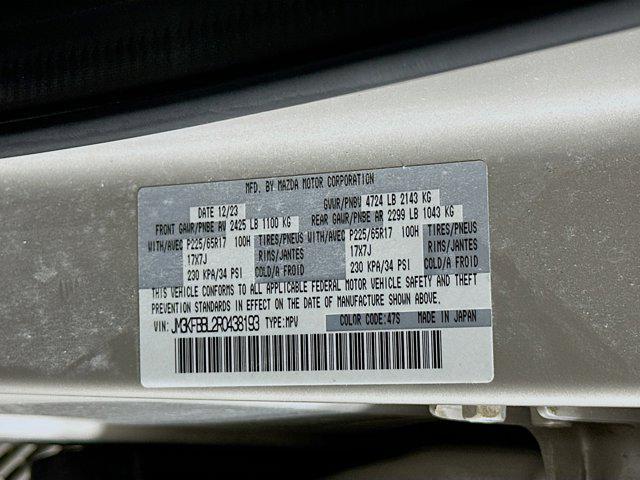 MFD. BY MAZDA MOTOR CORPORATION
DATE 12/23 GVWR/PNBV 4724 LB 2143 KG
FRONT GAWR/PNBE AV 2425 LB 1100 KG REAR GAWR/PNBE AR 2299 LB 1043 KG
WITH/AVEC P225/65R17 100H TIRES/PNEUS WITH/AVEC P225/65R17 100H TIRES/PNEUS
17X7J RIMS/JANTES 17X7J RIMS/JANTES
230 KPA/34 PSI COLD/A FROID 230 KPA/34 PSI COLD/A FROID
THIS VEHICLE CONFORMS TO ALL APPLICABLE FEDERAL MOTOR VEHICLE SAFETY AND THEFT
PREVENTION STANDARDS IN EFFECT ON THE DATE OF MANUFACTURE SHOWN ABOVE.
VIN: JM3KFBBL2R0438193 TYPE:MPV COLOR CODE:47S MADE IN JAPAN